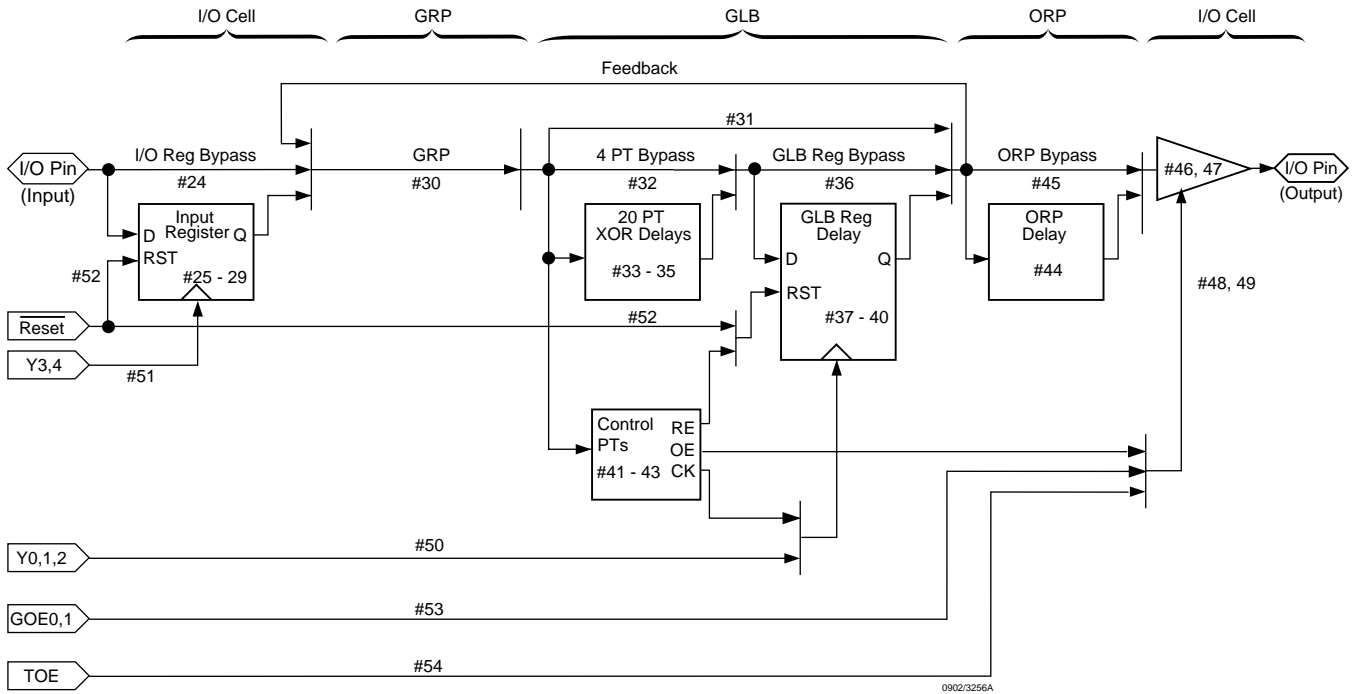 I/O Cell
GRP
GLB
ORP
I/O Cell
Feedback
#31
I/O Pin
(Input)
I/O Reg Bypass
#24
GRP
#30
4 PT Bypass
#32
GLB Reg Bypass
#36
ORP Bypass
#45
#46, 47
I/O Pin
(Output)
Input
Register
D
Q
RST
#25 - 29
#52
20 PT
XOR Delays
#33 - 35
GLB Reg
Delay
D
Q
RST
#37 - 40
ORP
Delay
#44
#48, 49
Reset
#52
Y3,4
#51
Control
PTs
#41 - 43
RE
OE
CK
Y0,1,2
#50
GOE0,1
#53
TOE
#54
0902/3256A